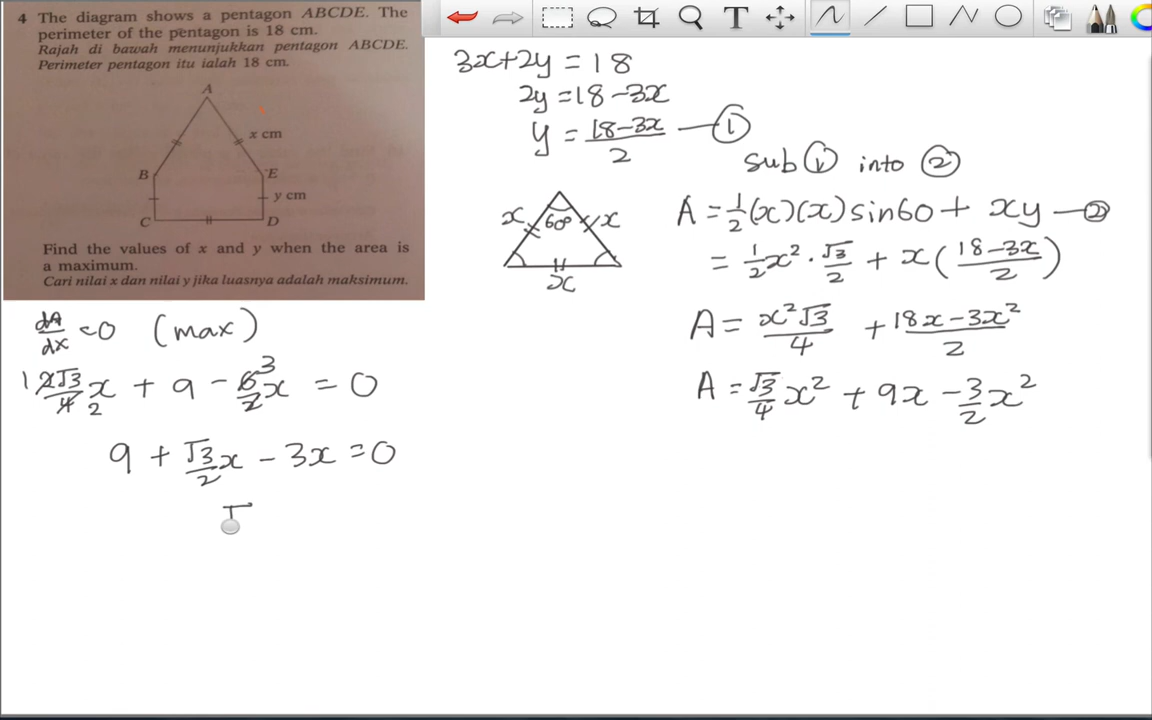 4 The diagram shows a pentagon ABCDE. The
perimeter of the pentagon is 18 cm.
Rajah di bawah menunjukkan pentagon ABCDE.
Perimeter pentagon itu ialah 18 cm.
A
x cm
B
E
y cm
C
D
Find the values of x and y when the area is
a maximum.
Cari nilai x dan nilai y jika luasnya adalah maksimum.
T
3x+2y = 18
2y = 18 - 3x
y = (18-3x)/2 — ①
sub ① into ②
x
60°
x
x
A = 1/2(x)(x) sin60 + xy — ②
= 1/2x² · √3/2 + x(18-3x/2)
A = x²√3/4 + 18x-3x²/2
A = √3/4 x² + 9x - 3/2 x²
dA/dx = 0 (max)
1 2√3/4 2 x + 9 - 6/2 3 x = 0
9 + √3/2 x - 3x = 0